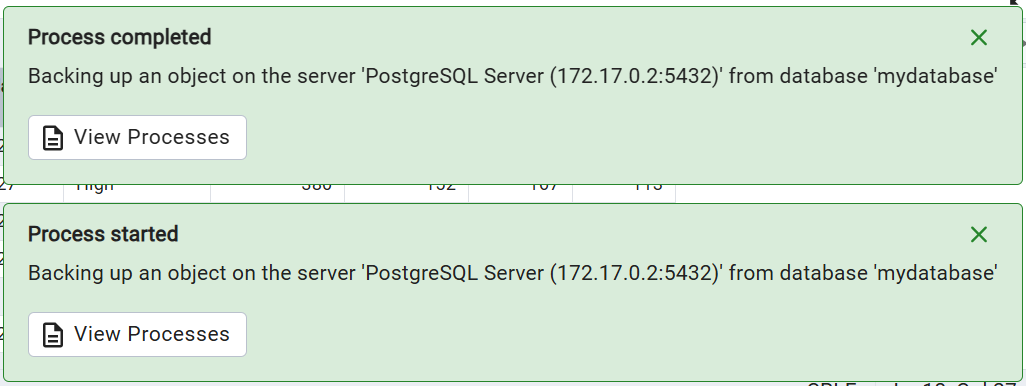 Process completed
Backing up an object on the server 'PostgreSQL Server (172.17.0.2:5432)' from database 'mydatabase'
View Processes
Process started
Backing up an object on the server 'PostgreSQL Server (172.17.0.2:5432)' from database 'mydatabase'
View Processes